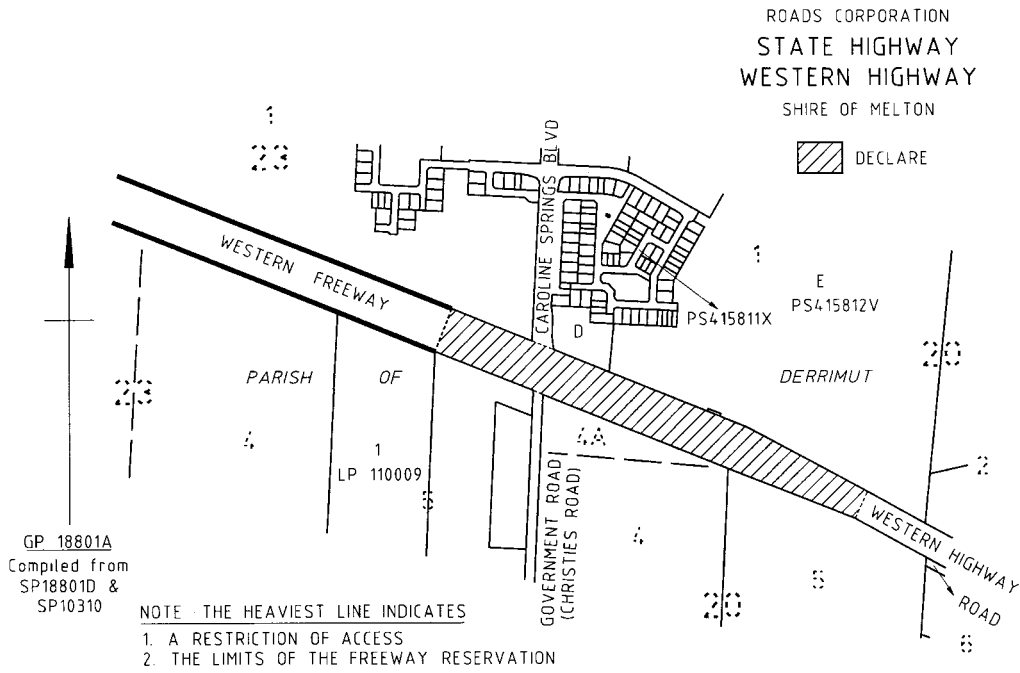 ROADS CORPORATION
STATE HIGHWAY
WESTERN HIGHWAY
SHIRE OF MELTON
DECLARE
1
23
CAROLINE SPRINGS BLVD
WESTERN FREEWAY
1
E
PS415812V
PS415811X
D
20
23
PARISH OF DERRIMUT
4
1
LP 110009
5
4A
2
GOVERNMENT ROAD
(CHRISTIES ROAD)
4
WESTERN HIGHWAY
5
20
ROAD
6
GP 18801A
Compiled from
SP18801D &
SP10310
NOTE THE HEAVIEST LINE INDICATES
1. A RESTRICTION OF ACCESS
2. THE LIMITS OF THE FREEWAY RESERVATION